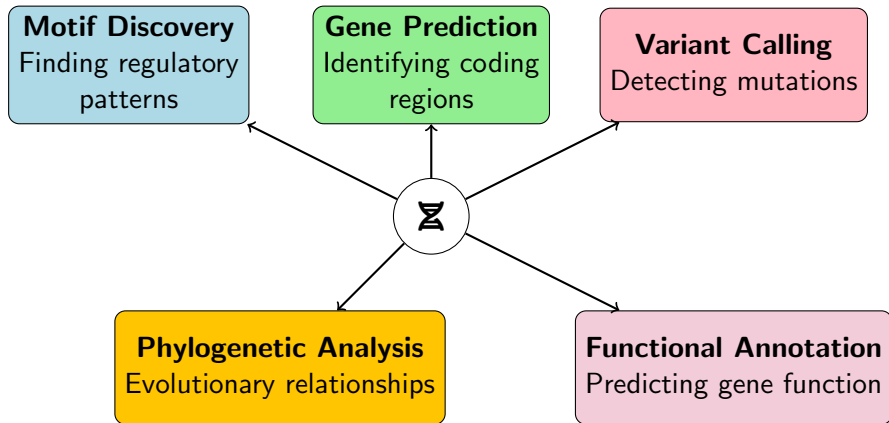 Motif Discovery
Finding regulatory
patterns
Gene Prediction
Identifying coding
regions
Variant Calling
Detecting mutations
Phylogenetic Analysis
Evolutionary relationships
Functional Annotation
Predicting gene function